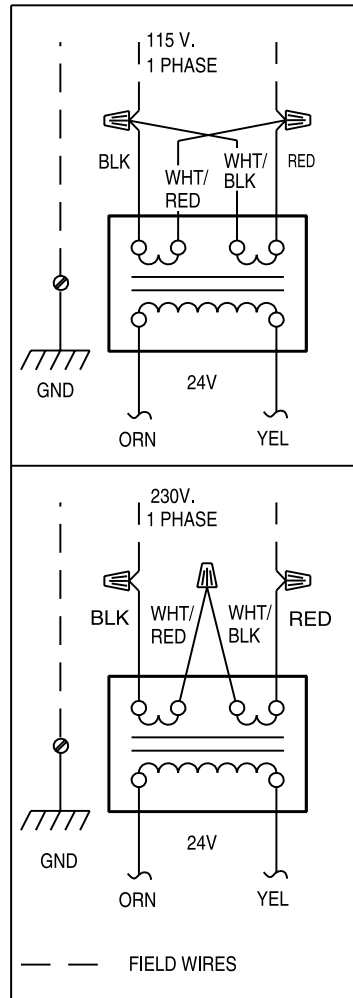 115 V.
1 PHASE
BLK
WHT/
RED
WHT/
BLK
RED
GND
24V
ORN
YEL
230V.
1 PHASE
BLK
WHT/
RED
WHT/
BLK
RED
GND
24V
ORN
YEL
FIELD WIRES